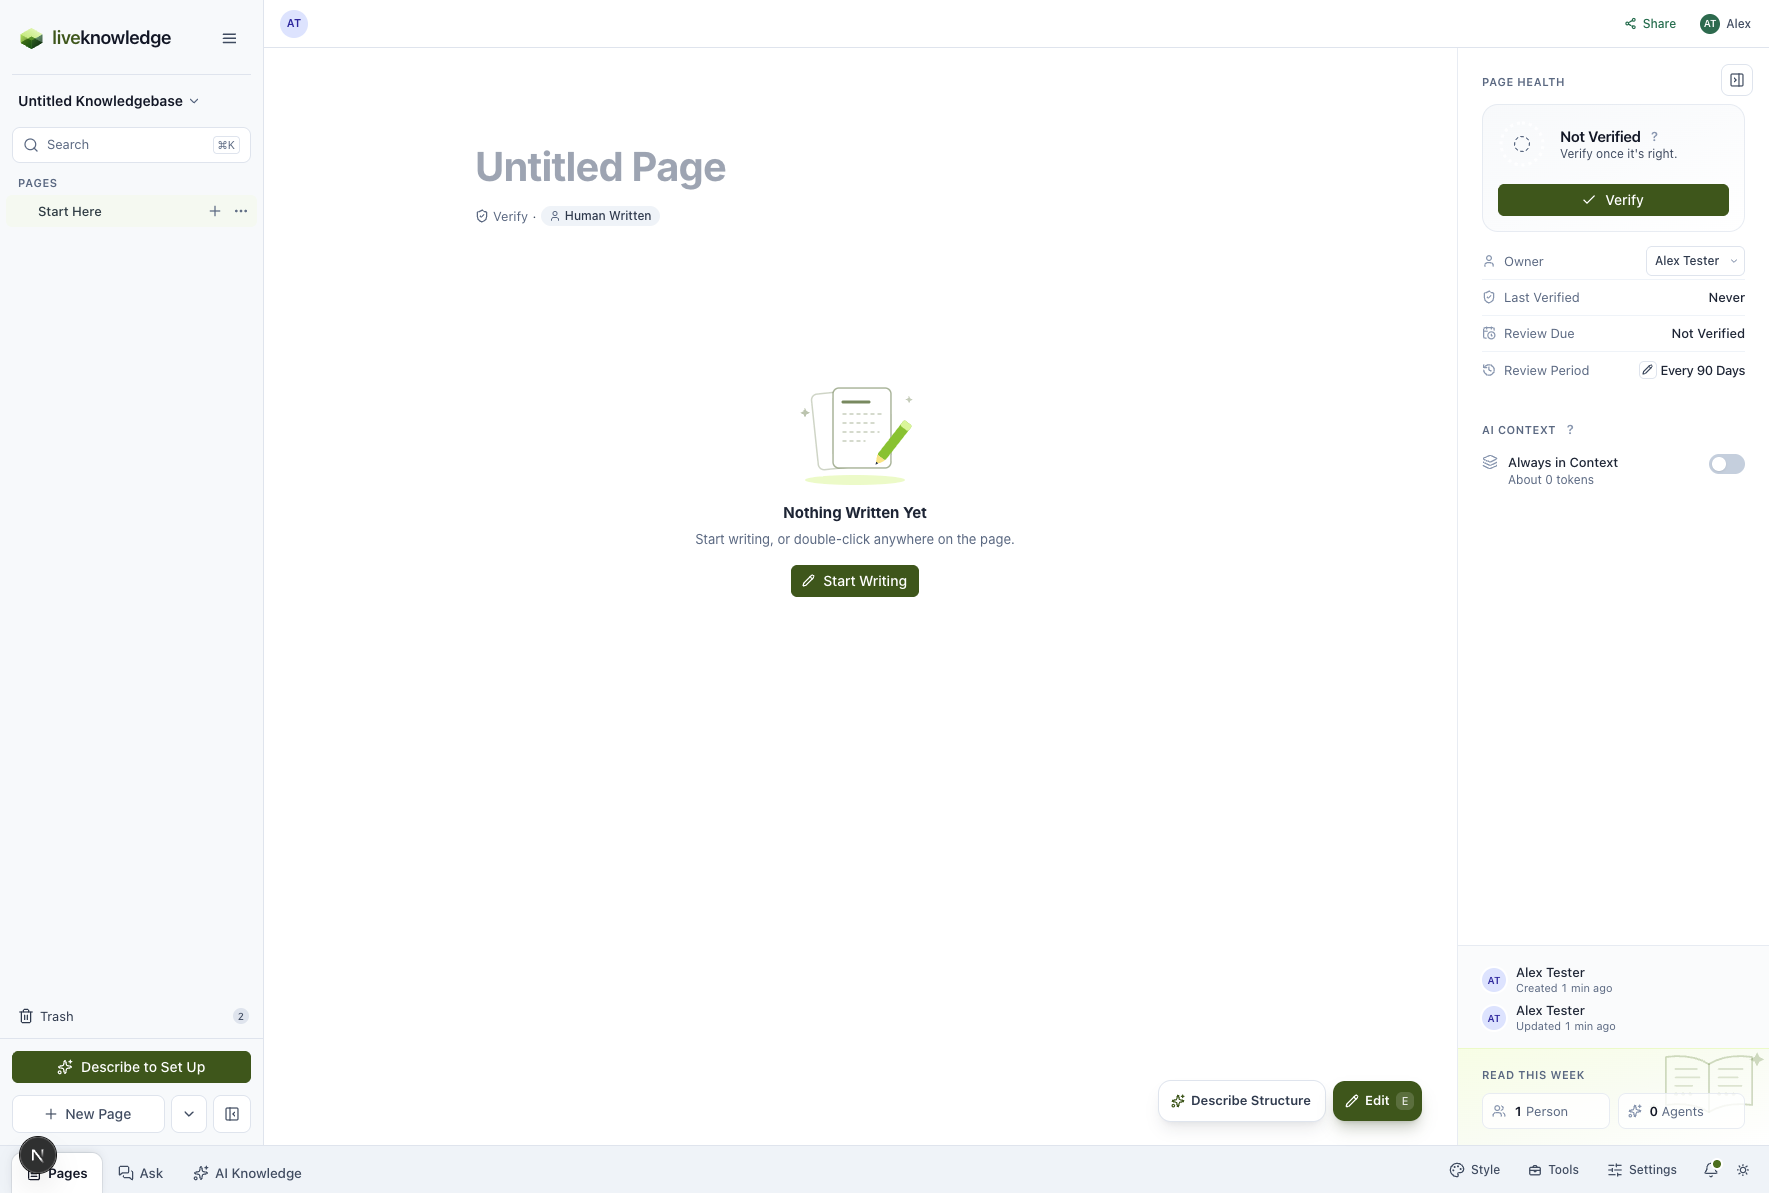 liveknowledge
Untitled Knowledgebase
Search ⌘K
PAGES
Start Here
Trash 2
Describe to Set Up
New Page
N
Pages
Ask
AI Knowledge
AT
Share
AT Alex
Untitled Page
Verify · Human Written
Nothing Written Yet
Start writing, or double-click anywhere on the page.
Start Writing
Describe Structure
Edit E
PAGE HEALTH
Not Verified ?
Verify once it's right.
Verify
Owner Alex Tester
Last Verified Never
Review Due Not Verified
Review Period Every 90 Days
AI CONTEXT ?
Always in Context
About 0 tokens
AT Alex Tester
Created 1 min ago
AT Alex Tester
Updated 1 min ago
READ THIS WEEK
1 Person
0 Agents
Style
Tools
Settings